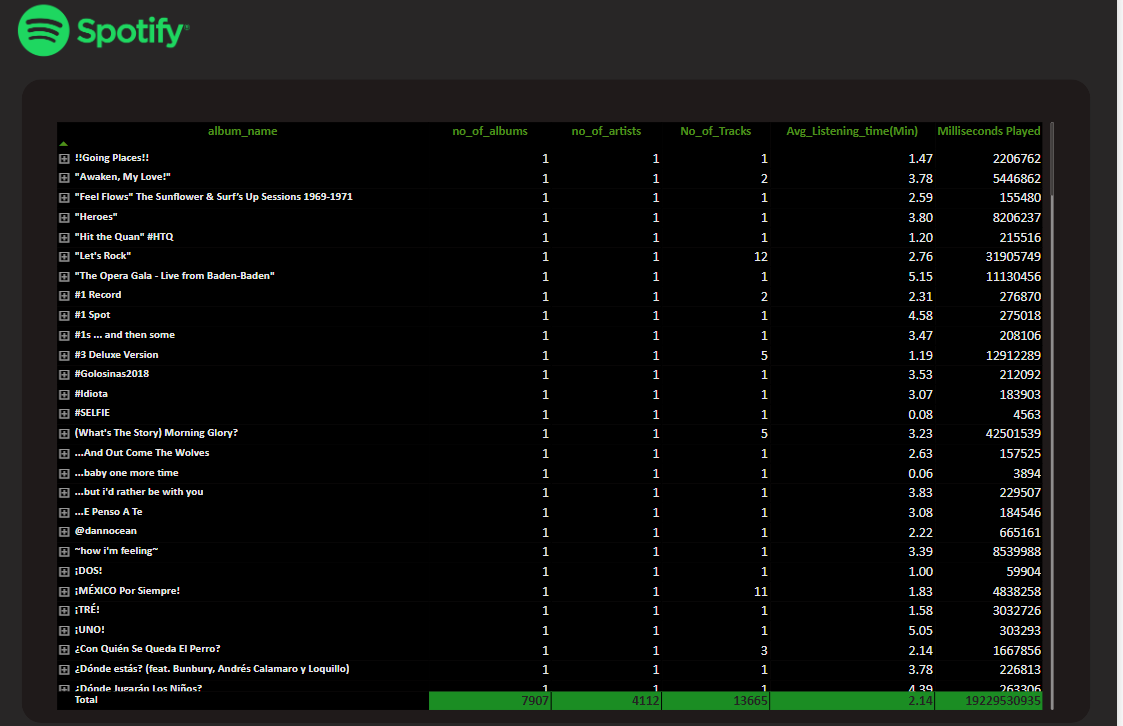 Spotify®
album_name no_of_albums no_of_artists No_of_Tracks Avg_Listening_time(Min) Milliseconds Played
!!Going Places!! 1 1 1 1.47 2206762
"Awaken, My Love!" 1 1 2 3.78 5446862
"Feel Flows" The Sunflower & Surf's Up Sessions 1969-1971 1 1 1 2.59 155480
"Heroes" 1 1 1 3.80 8206237
"Hit the Quan" #HTQ 1 1 1 1.20 215516
"Let's Rock" 1 1 12 2.76 31905749
"The Opera Gala - Live from Baden-Baden" 1 1 1 5.15 11130456
#1 Record 1 1 2 2.31 276870
#1 Spot 1 1 1 4.58 275018
#1s ... and then some 1 1 1 3.47 208106
#3 Deluxe Version 1 1 5 1.19 12912289
#Golosinas2018 1 1 1 3.53 212092
#Idiota 1 1 1 3.07 183903
#SELFIE 1 1 1 0.08 4563
(What's The Story) Morning Glory? 1 1 5 3.23 42501539
...And Out Come The Wolves 1 1 1 2.63 157525
...baby one more time 1 1 1 0.06 3894
...but i'd rather be with you 1 1 1 3.83 229507
...E Penso A Te 1 1 1 3.08 184546
@dannocean 1 1 1 2.22 665161
~how i'm feeling~ 1 1 1 3.39 8539988
¡DOS! 1 1 1 1.00 59904
¡MÉXICO Por Siempre! 1 1 11 1.83 4838258
¡TRÉ! 1 1 1 1.58 3032726
¡UNO! 1 1 1 5.05 303293
¿Con Quién Se Queda El Perro? 1 1 3 2.14 1667856
¿Dónde estás? (feat. Bunbury, Andrés Calamaro y Loquillo) 1 1 1 3.78 226813
¿Dónde Jugarán Los Niños? 1 1 1 4.39 263306
Total 7907 4112 13665 2.14 19229530935